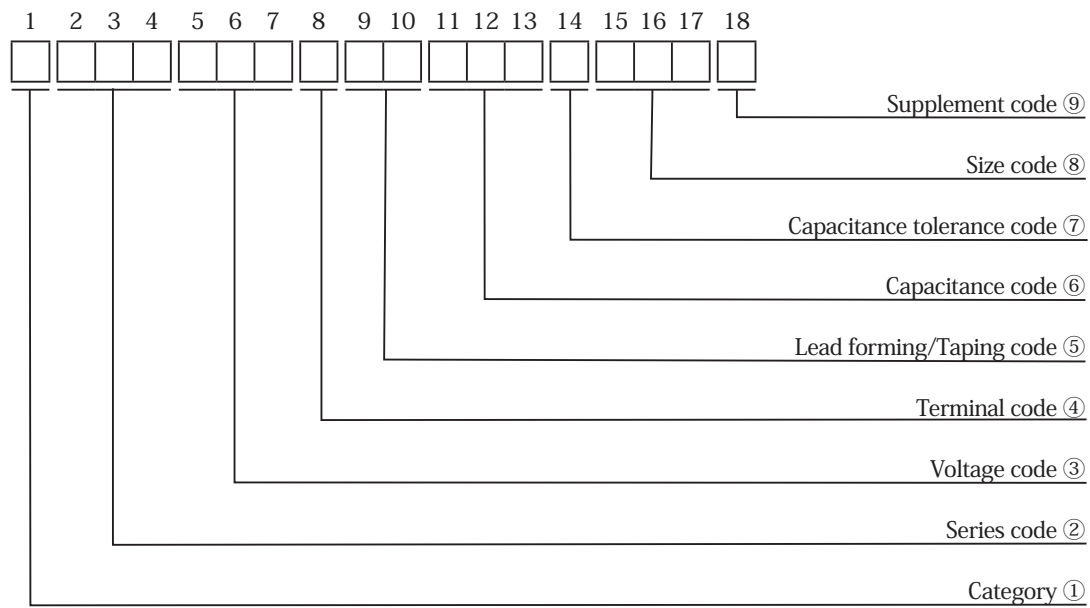 1 2 3 4 5 6 7 8 9 10 11 12 13 14 15 16 17 18
Supplement code ⑨
Size code ⑧
Capacitance tolerance code ⑦
Capacitance code ⑥
Lead forming/Taping code ⑤
Terminal code ④
Voltage code ③
Series code ②
Category ①